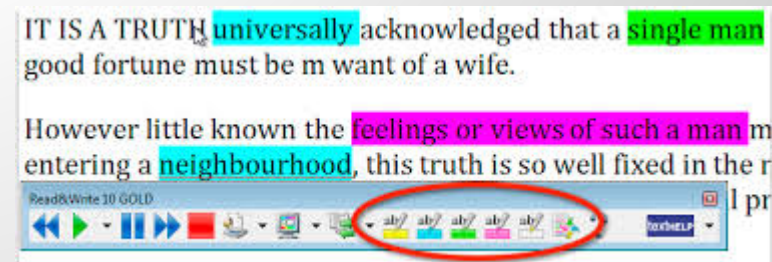 IT IS A TRUTH universally acknowledged that a single man
good fortune must be m want of a wife.
However little known the feelings or views of such a man m
entering a neighbourhood, this truth is so well fixed in the r
Read&Write 10 GOLD
l pr
texthelp